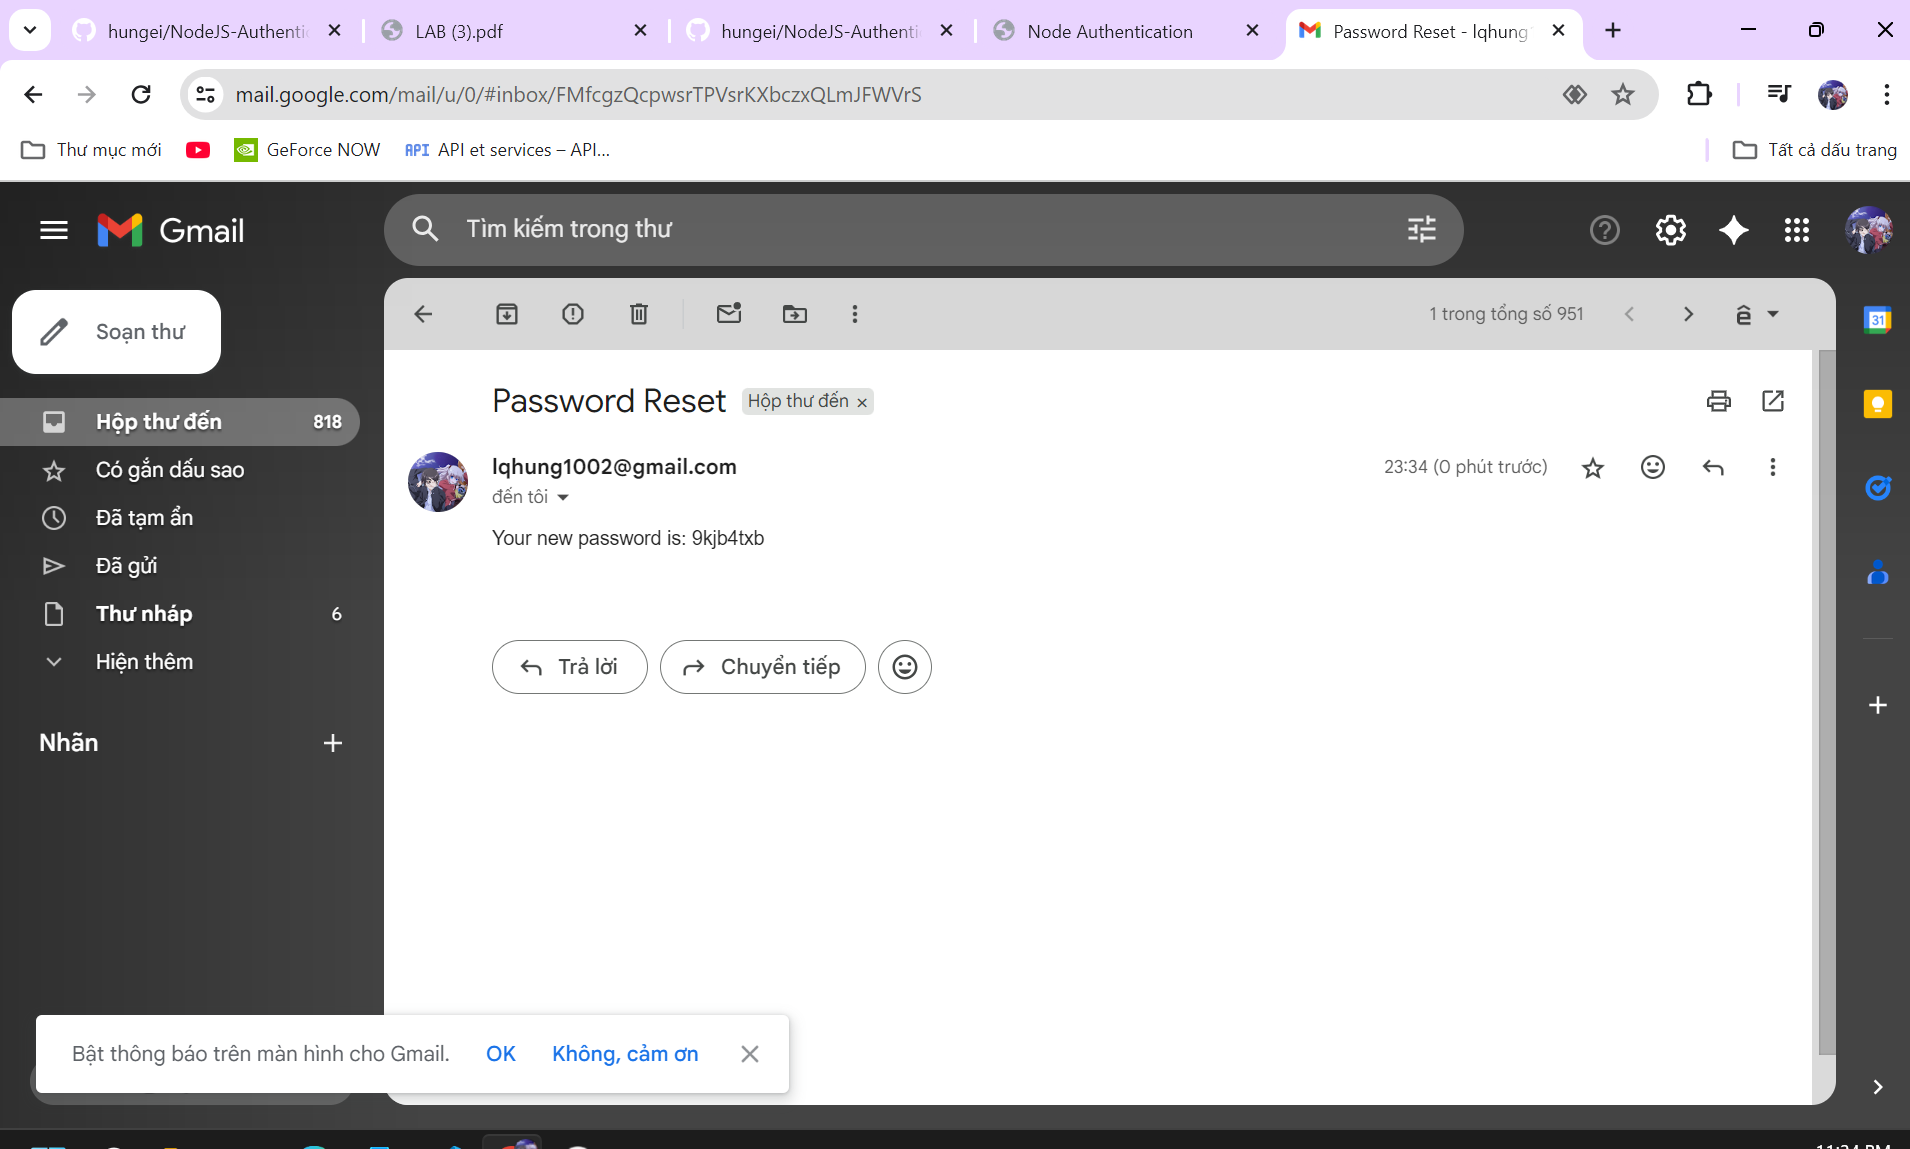 hungei/NodeJS-Authenti
LAB (3).pdf
hungei/NodeJS-Authenti
Node Authentication
Password Reset - lqhung
mail.google.com/mail/u/0/#inbox/FMfcgzQcpwsrTPVsrKXbczxQLmJFWVrS
Thư mục mới
GeForce NOW
API API et services – API...
Tất cả dấu trang
Gmail
Tìm kiếm trong thư
Soạn thư
1 trong tổng số 951
ê
31
Hộp thư đến 818
Có gắn dấu sao
Đã tạm ẩn
Đã gửi
Thư nháp 6
Hiện thêm
Nhãn
Password Reset Hộp thư đến
lqhung1002@gmail.com
23:34 (0 phút trước)
đến tôi
Your new password is: 9kjb4txb
Trả lời
Chuyển tiếp
Bật thông báo trên màn hình cho Gmail. OK Không, cảm ơn